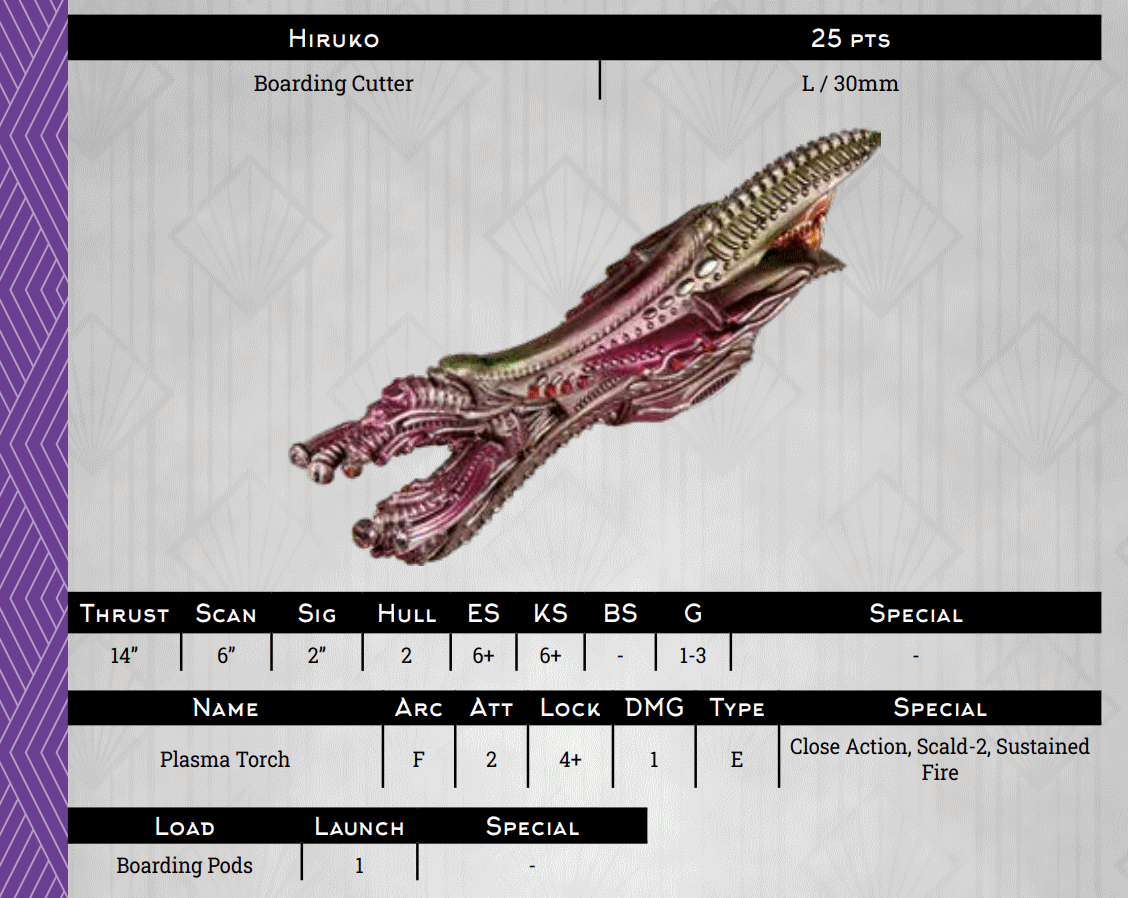 Hiruko 25 pts
Boarding Cutter L / 30mm
Thrust Scan Sig Hull ES KS BS G Special
14” 6” 2” 2 6+ 6+ - 1-3 -
Name Arc Att Lock DMG Type Special
Plasma Torch F 2 4+ 1 E Close Action, Scald-2, Sustained
Fire
Load Launch Special
Boarding Pods 1 -